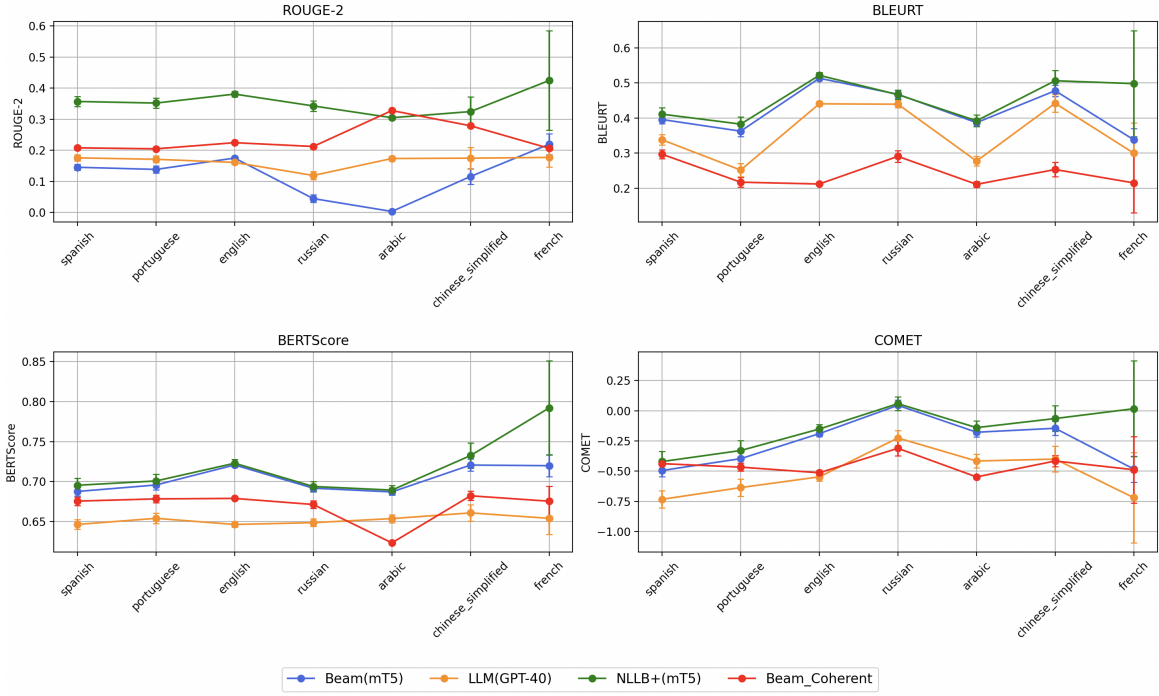 ROUGE-2
0.6
0.5
0.4
0.3
0.2
0.1
0.0
ROUGE-2
spanish
portuguese
english
russian
arabic
chinese_simplified
french
BLEURT
0.6
0.5
0.4
0.3
0.2
BLEURT
spanish
portuguese
english
russian
arabic
chinese_simplified
french
BERTScore
0.85
0.80
0.75
0.70
0.65
BERTScore
spanish
portuguese
english
russian
arabic
chinese_simplified
french
COMET
0.25
0.00
−0.25
−0.50
−0.75
−1.00
COMET
spanish
portuguese
english
russian
arabic
chinese_simplified
french
Beam(mT5) LLM(GPT-40) NLLB+(mT5) Beam_Coherent